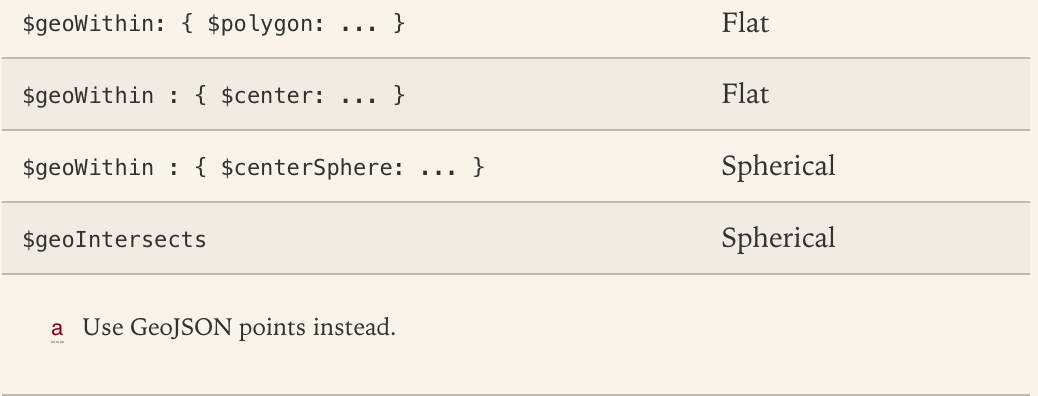 $geoWithin: { $polygon: ... } Flat
$geoWithin : { $center: ... } Flat
$geoWithin : { $centerSphere: ... } Spherical
$geoIntersects Spherical
a Use GeoJSON points instead.